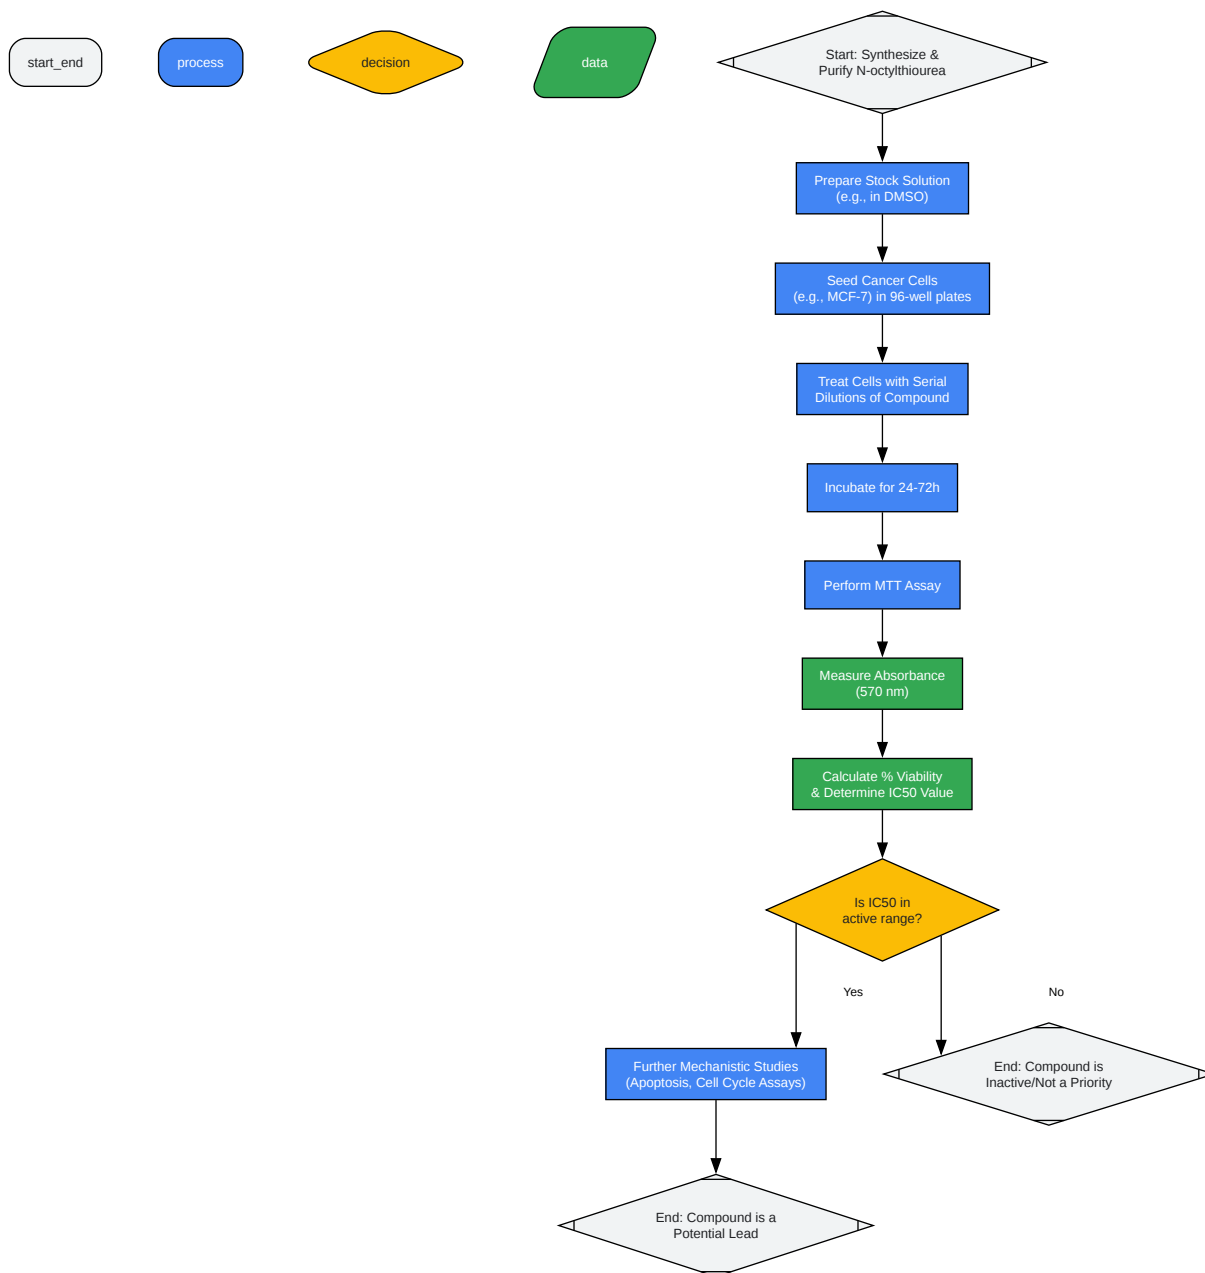 start_end
process
decision
data
Start: Synthesize &
Purify N-octylthiourea
Prepare Stock Solution
(e.g., in DMSO)
Seed Cancer Cells
(e.g., MCF-7) in 96-well plates
Treat Cells with Serial
Dilutions of Compound
Incubate for 24-72h
Perform MTT Assay
Measure Absorbance
(570 nm)
Calculate % Viability
& Determine IC50 Value
Is IC50 in
active range?
Yes
No
Further Mechanistic Studies
(Apoptosis, Cell Cycle Assays)
End: Compound is
Inactive/Not a Priority
End: Compound is a
Potential Lead